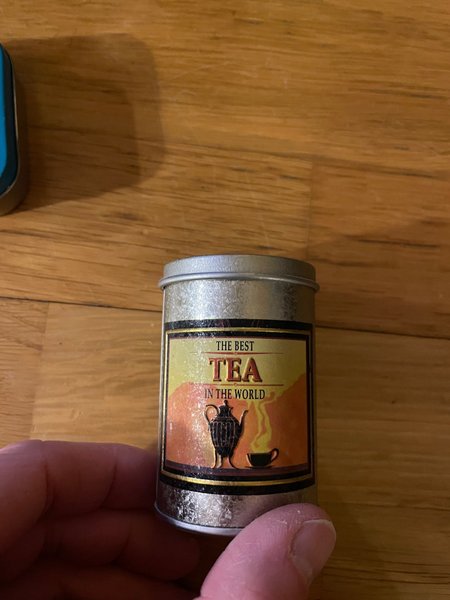 THE BEST
TEA
IN THE WORLD